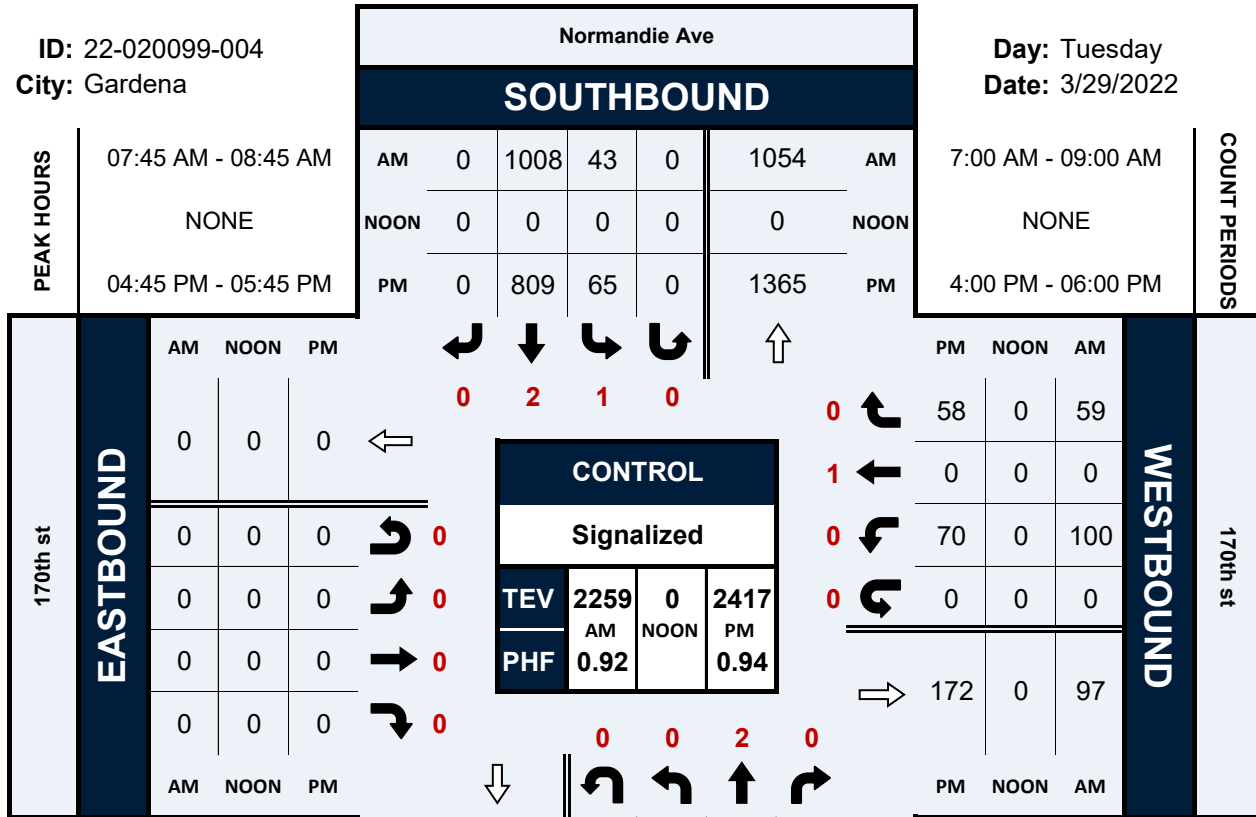 Normandie Ave
ID: 22-020099-004
City: Gardena
SOUTHBOUND
Day: Tuesday
Date: 3/29/2022
PEAK HOURS
07:45 AM - 08:45 AM
NONE
04:45 PM - 05:45 PM
AM 0 1008 43 0 1054 AM
NOON 0 0 0 0 0 NOON
PM 0 809 65 0 1365 PM
7:00 AM - 09:00 AM
NONE
4:00 PM - 06:00 PM
COUNT PERIODS
0 2 1 0
170th st
EASTBOUND
AM NOON PM
0 0 0
0 0 0 0
0 0 0 0
0 0 0 0
0 0 0 0
AM NOON PM
CONTROL
Signalized
TEV 2259 0 2417
AM NOON PM
PHF 0.92 0.94
PM NOON AM
0 58 0 59
1 0 0 0
0 70 0 100
0 0 0 0
172 0 97
PM NOON AM
WESTBOUND
170th st
0 0 2 0